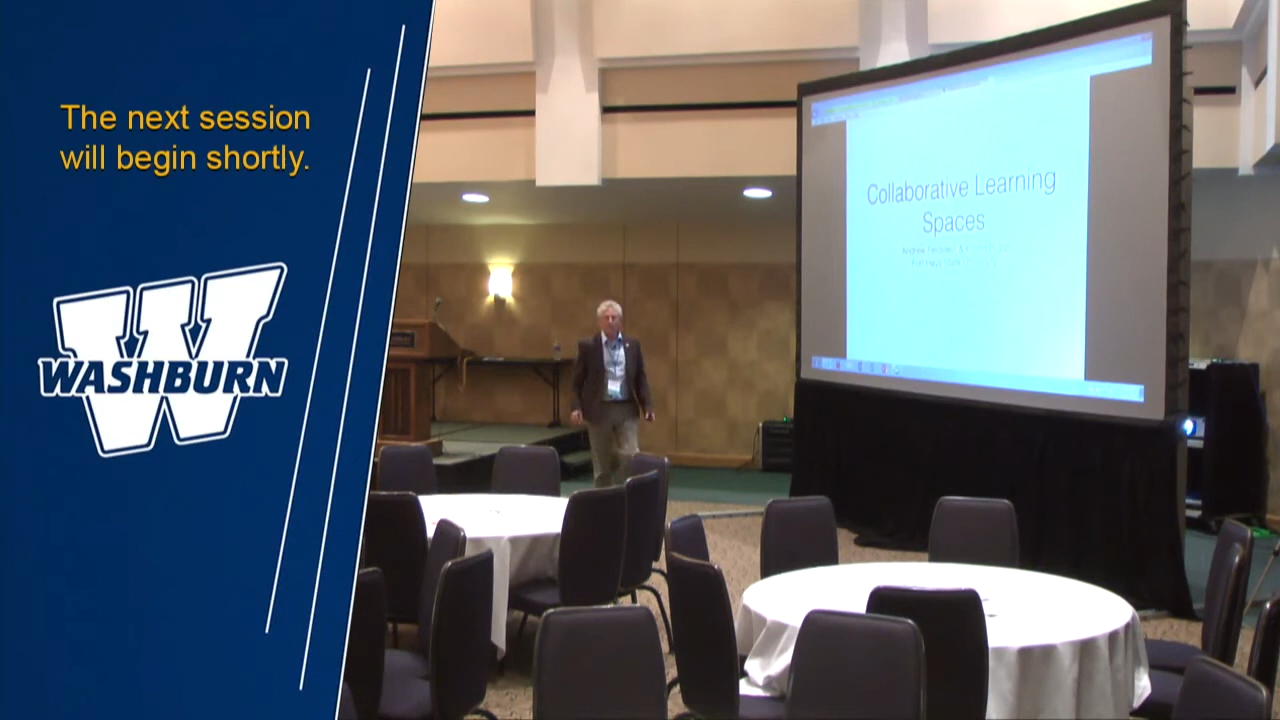 The next session
will begin shortly.
WASHBURN
Collaborative Learning
Spaces